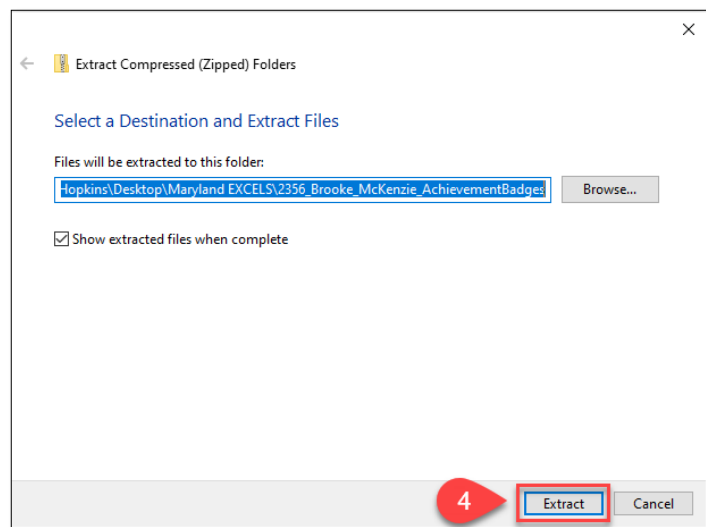 Extract Compressed (Zipped) Folders
Select a Destination and Extract Files
Files will be extracted to this folder:
Hopkins\Desktop\Maryland EXCELS\2356_Brooke_McKenzie_AchievementBadges
Browse...
Show extracted files when complete
4
Extract
Cancel